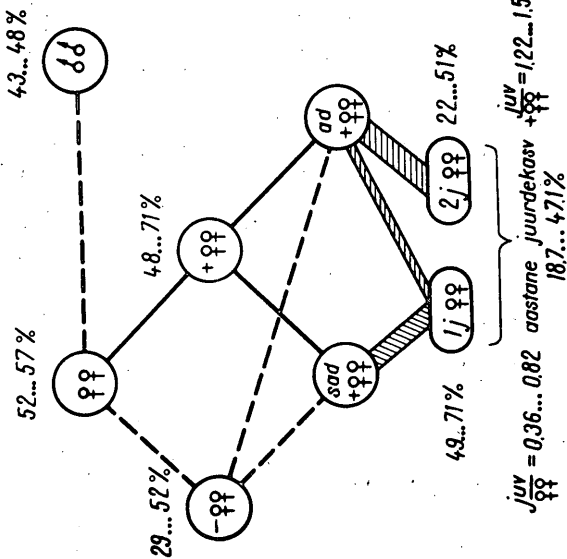 43...48%
♂♂
52...57%
♀♀
48...71%
+♀♀
29...52%
-♀♀
sad
+♀♀
ad
+♀♀
49...71%
1j ♀♀
2j ♀♀
22...51%
juv/♀♀ = 0,36...0,82 aastane juurdekasv juv/+♀♀ = 1,22...1,5
18,7...47,1%